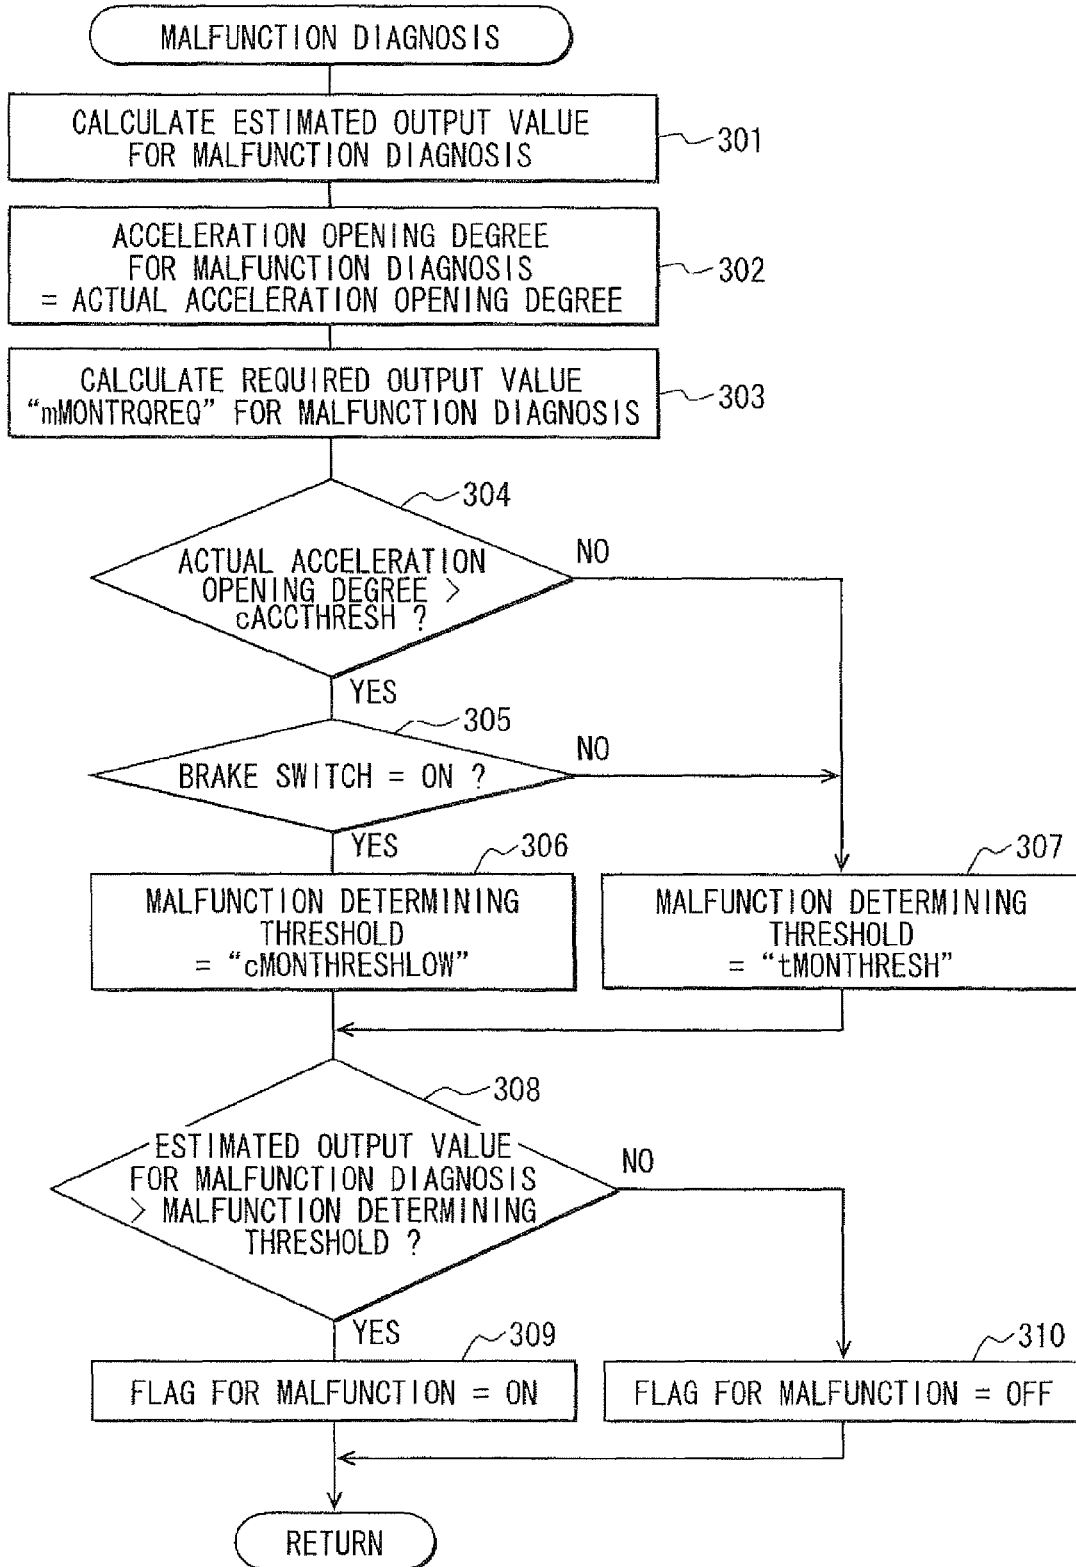 MALFUNCTION DIAGNOSIS
CALCULATE ESTIMATED OUTPUT VALUE
FOR MALFUNCTION DIAGNOSIS
301
ACCELERATION OPENING DEGREE
FOR MALFUNCTION DIAGNOSIS
= ACTUAL ACCELERATION OPENING DEGREE
302
CALCULATE REQUIRED OUTPUT VALUE
“mMONTRQREQ” FOR MALFUNCTION DIAGNOSIS
303
304
ACTUAL ACCELERATION
OPENING DEGREE >
cACCTHRESH ?
NO
YES
305
BRAKE SWITCH = ON ?
NO
YES
306
MALFUNCTION DETERMINING
THRESHOLD
= “cMONTHRESHLOW”
307
MALFUNCTION DETERMINING
THRESHOLD
= “tMONTHRESH”
308
ESTIMATED OUTPUT VALUE
FOR MALFUNCTION DIAGNOSIS
> MALFUNCTION DETERMINING
THRESHOLD ?
NO
YES
309
FLAG FOR MALFUNCTION = ON
310
FLAG FOR MALFUNCTION = OFF
RETURN